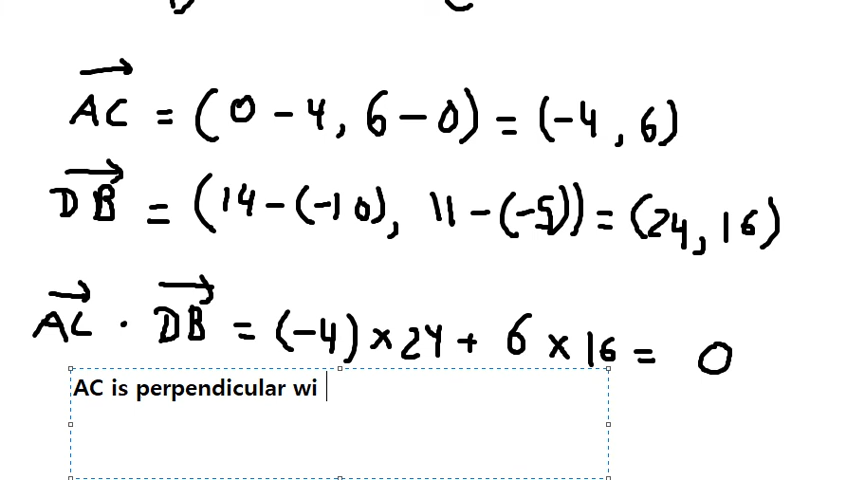 AC = (0 - 4, 6 - 0) = (-4, 6)
DB = (14 - (-10), 11 - (-5)) = (24, 16)
AC · DB = (-4) × 24 + 6 × 16 = 0
AC is perpendicular wi